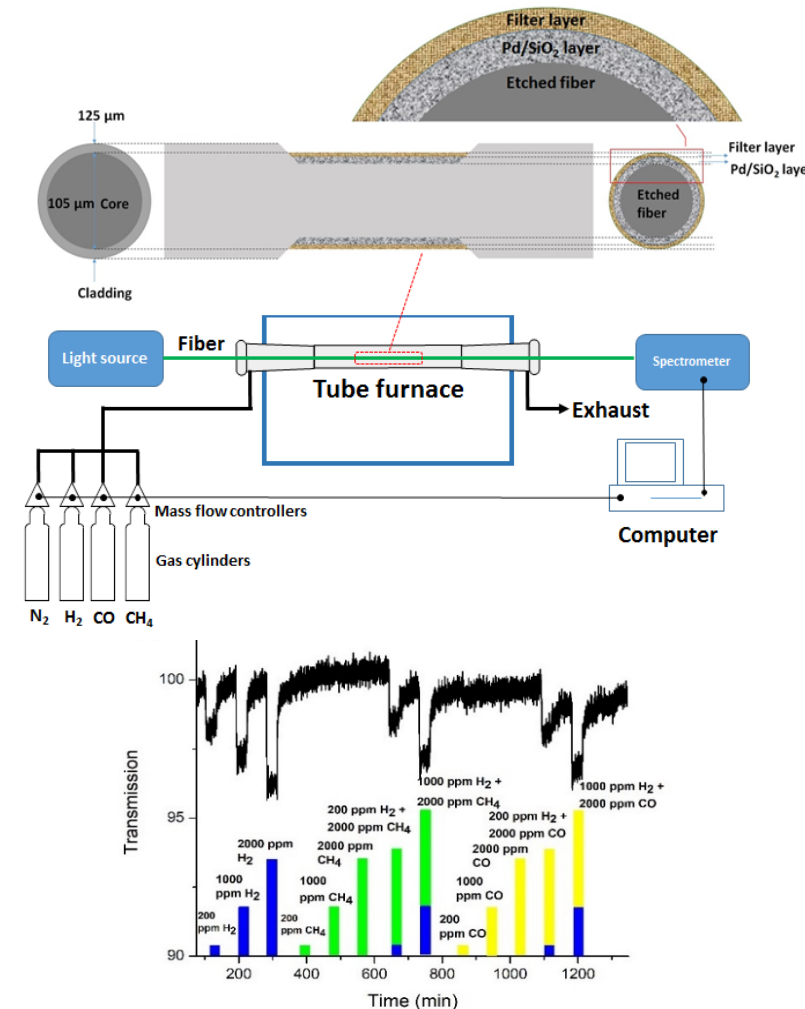 Filter layer
Pd/SiO2 layer
Etched fiber
125 µm
105 µm Core
Cladding
Filter layer
Pd/SiO2 laye
Etched
fiber
Light source
Fiber
Tube furnace
Spectrometer
Exhaust
Mass flow controllers
Gas cylinders
Computer
N2 H2 CO CH4
Transmission
100
95
90
200 ppm H2
1000 ppm H2
2000 ppm H2
200 ppm CH4
1000 ppm CH4
2000 ppm CH4
200 ppm H2 +
2000 ppm CH4
1000 ppm H2 +
2000 ppm CH4
200 ppm CO
1000 ppm CO
2000 ppm CO
200 ppm H2 +
2000 ppm CO
1000 ppm H2 +
2000 ppm CO
200 400 600 800 1000 1200
Time (min)